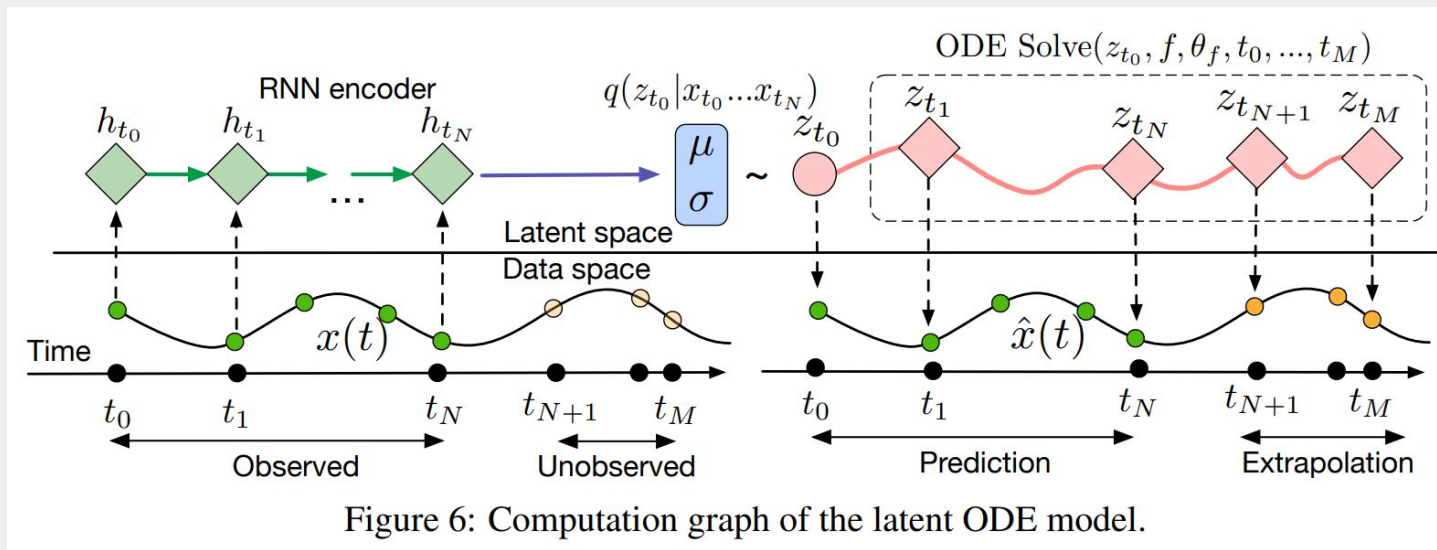 ODE Solve(z_{t_0}, f, θ_f, t_0, ..., t_M)
RNN encoder
q(z_{t_0}|x_{t_0}...x_{t_N})
h_{t_0} h_{t_1} h_{t_N}
z_{t_0} z_{t_1} z_{t_N} z_{t_{N+1}} z_{t_M}
μ
σ
~
...
Latent space
Data space
x(t)
x̂(t)
Time
t_0 t_1 t_N t_{N+1} t_M
t_0 t_1 t_N t_{N+1} t_M
Observed Unobserved
Prediction Extrapolation
Figure 6: Computation graph of the latent ODE model.